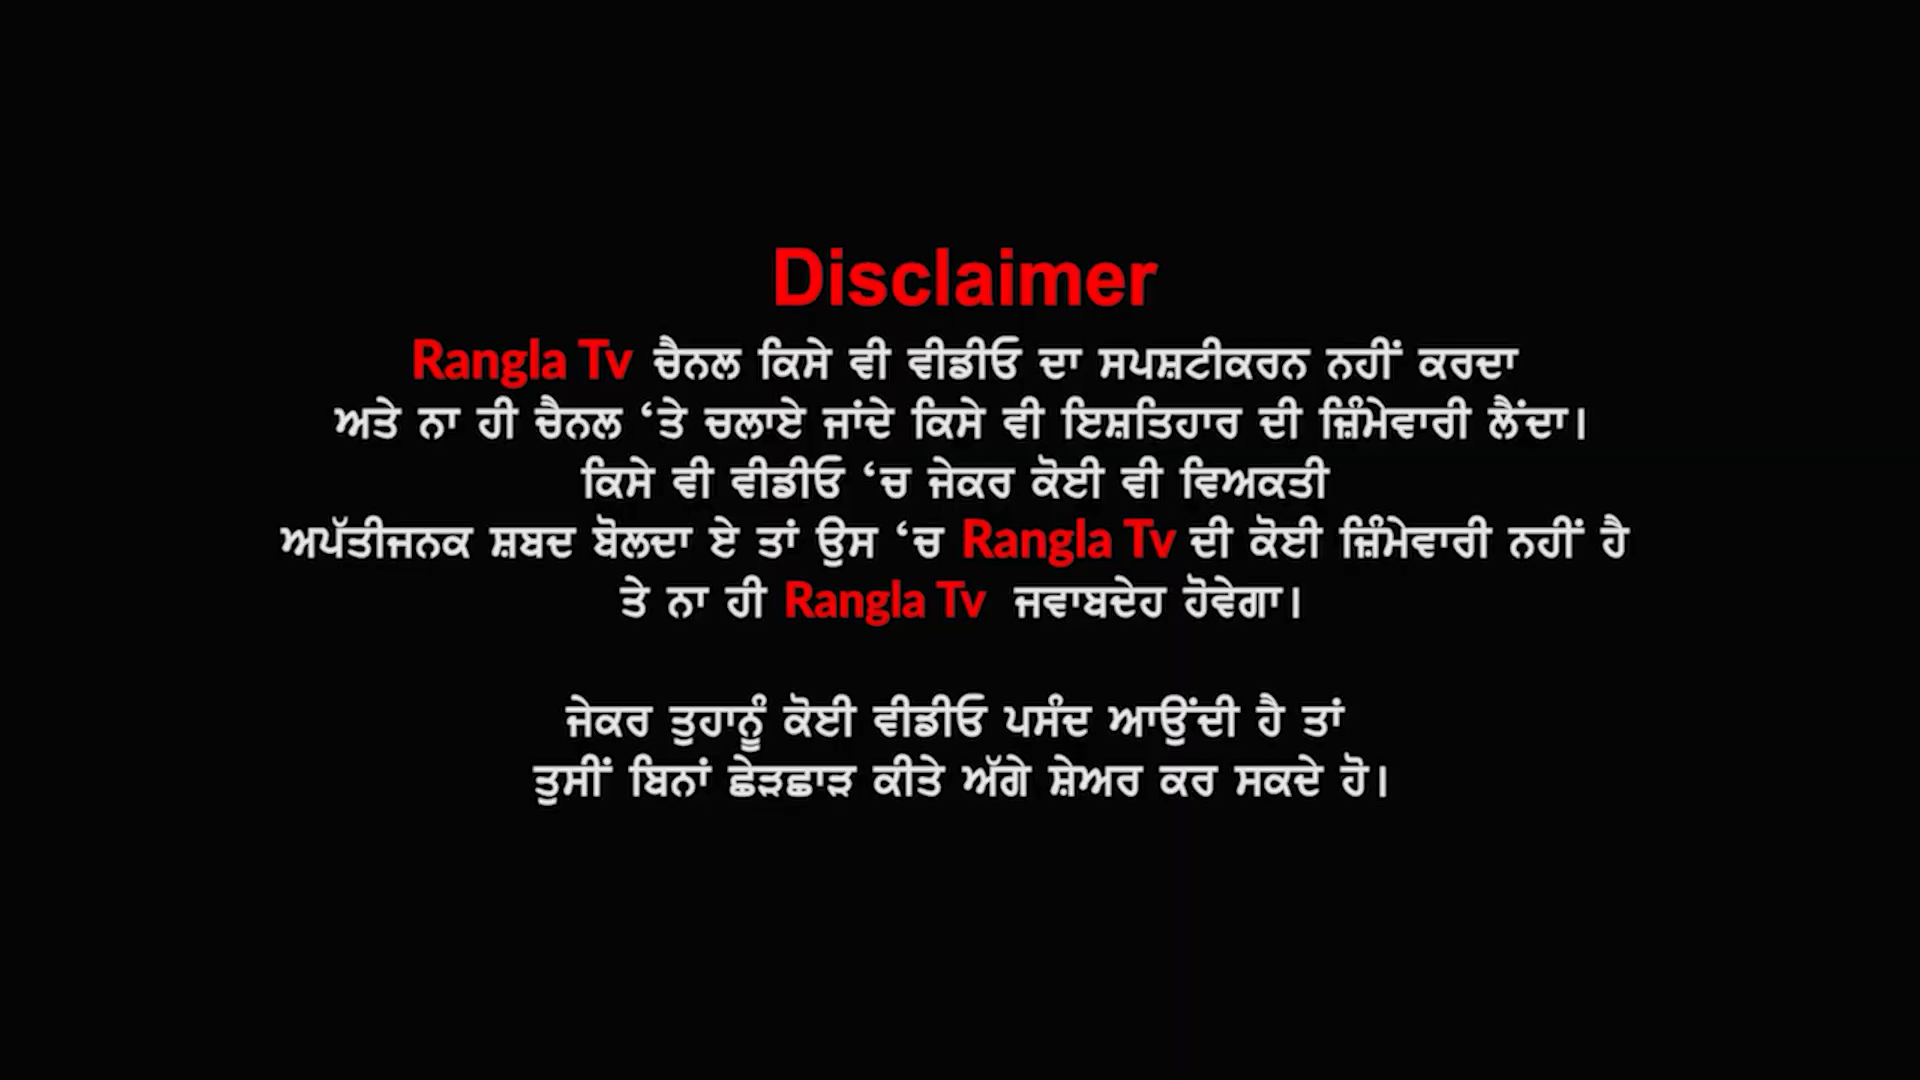 Disclaimer
Rangla Tv ਚੈਨਲ ਕਿਸੇ ਵੀ ਵੀਡੀਓ ਦਾ ਸਪਸ਼ਟੀਕਰਨ ਨਹੀਂ ਕਰਦਾ
ਅਤੇ ਨਾ ਹੀ ਚੈਨਲ ‘ਤੇ ਚਲਾਏ ਜਾਂਦੇ ਕਿਸੇ ਵੀ ਇਸ਼ਤਿਹਾਰ ਦੀ ਜ਼ਿੰਮੇਵਾਰੀ ਲੈਂਦਾ।
ਕਿਸੇ ਵੀ ਵੀਡੀਓ ‘ਚ ਜੇਕਰ ਕੋਈ ਵੀ ਵਿਅਕਤੀ
ਅਪੱਤੀਜਨਕ ਸ਼ਬਦ ਬੋਲਦਾ ਏ ਤਾਂ ਉਸ ‘ਚ Rangla Tv ਦੀ ਕੋਈ ਜ਼ਿੰਮੇਵਾਰੀ ਨਹੀਂ ਹੈ
ਤੇ ਨਾ ਹੀ Rangla Tv ਜਵਾਬਦੇਹ ਹੋਵੇਗਾ।
ਜੇਕਰ ਤੁਹਾਨੂੰ ਕੋਈ ਵੀਡੀਓ ਪਸੰਦ ਆਉਂਦੀ ਹੈ ਤਾਂ
ਤੁਸੀਂ ਬਿਨਾਂ ਛੇੜਛਾੜ ਕੀਤੇ ਅੱਗੇ ਸ਼ੇਅਰ ਕਰ ਸਕਦੇ ਹੋ।